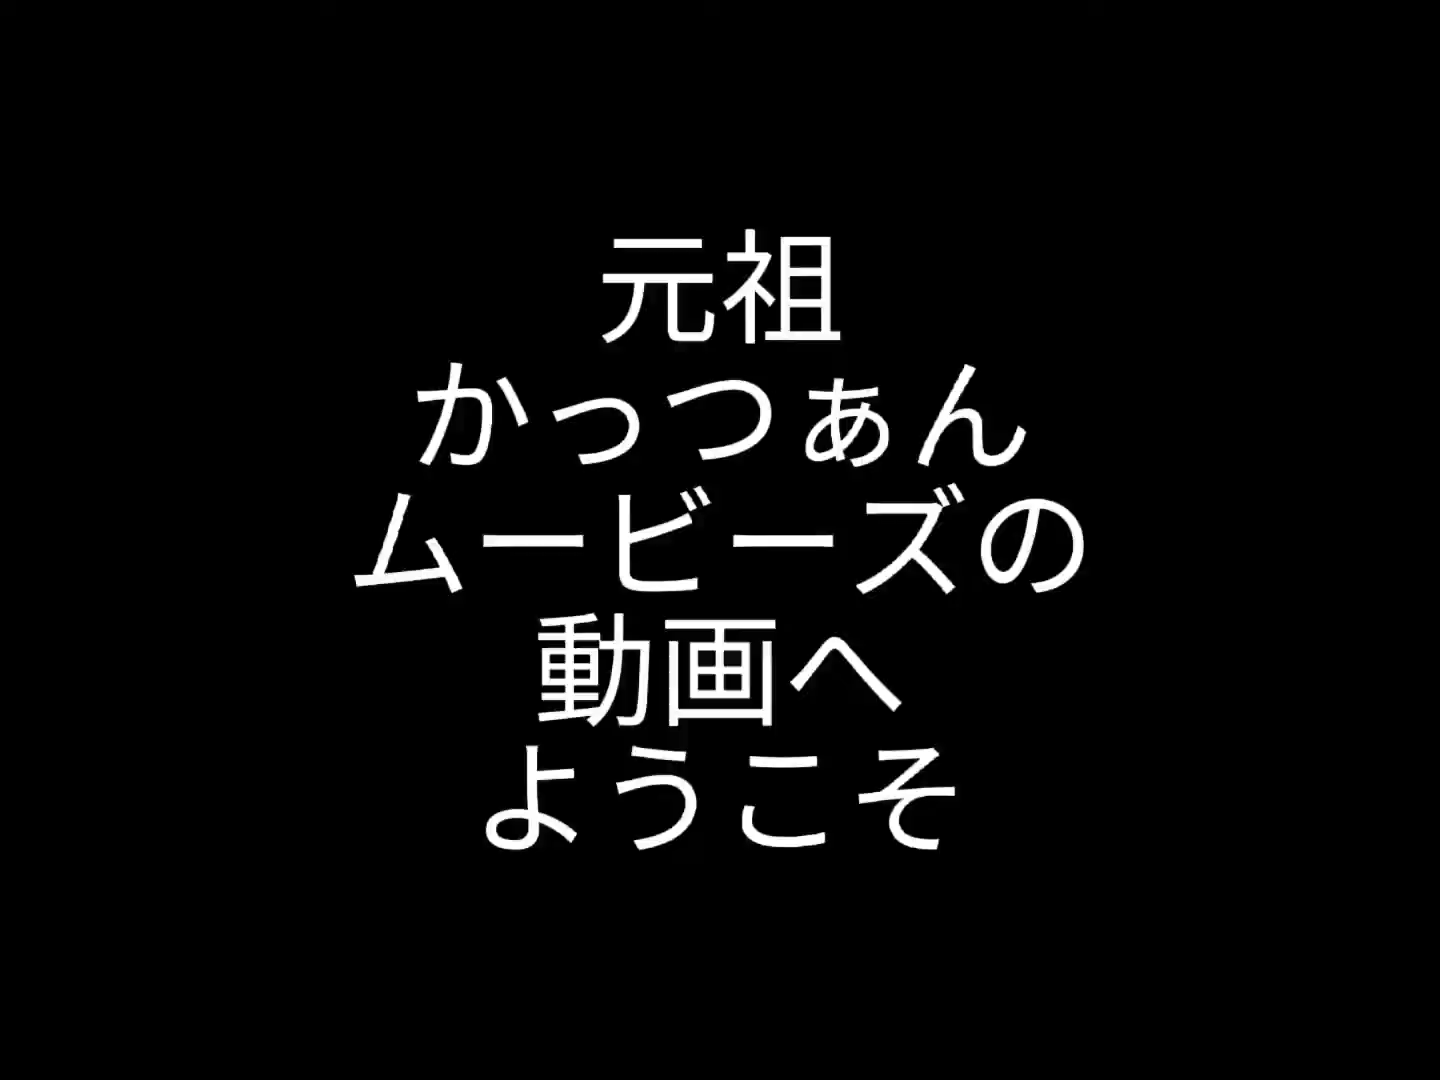 元祖
かっつぁん
ムービーズの
動画へ
ようこそ